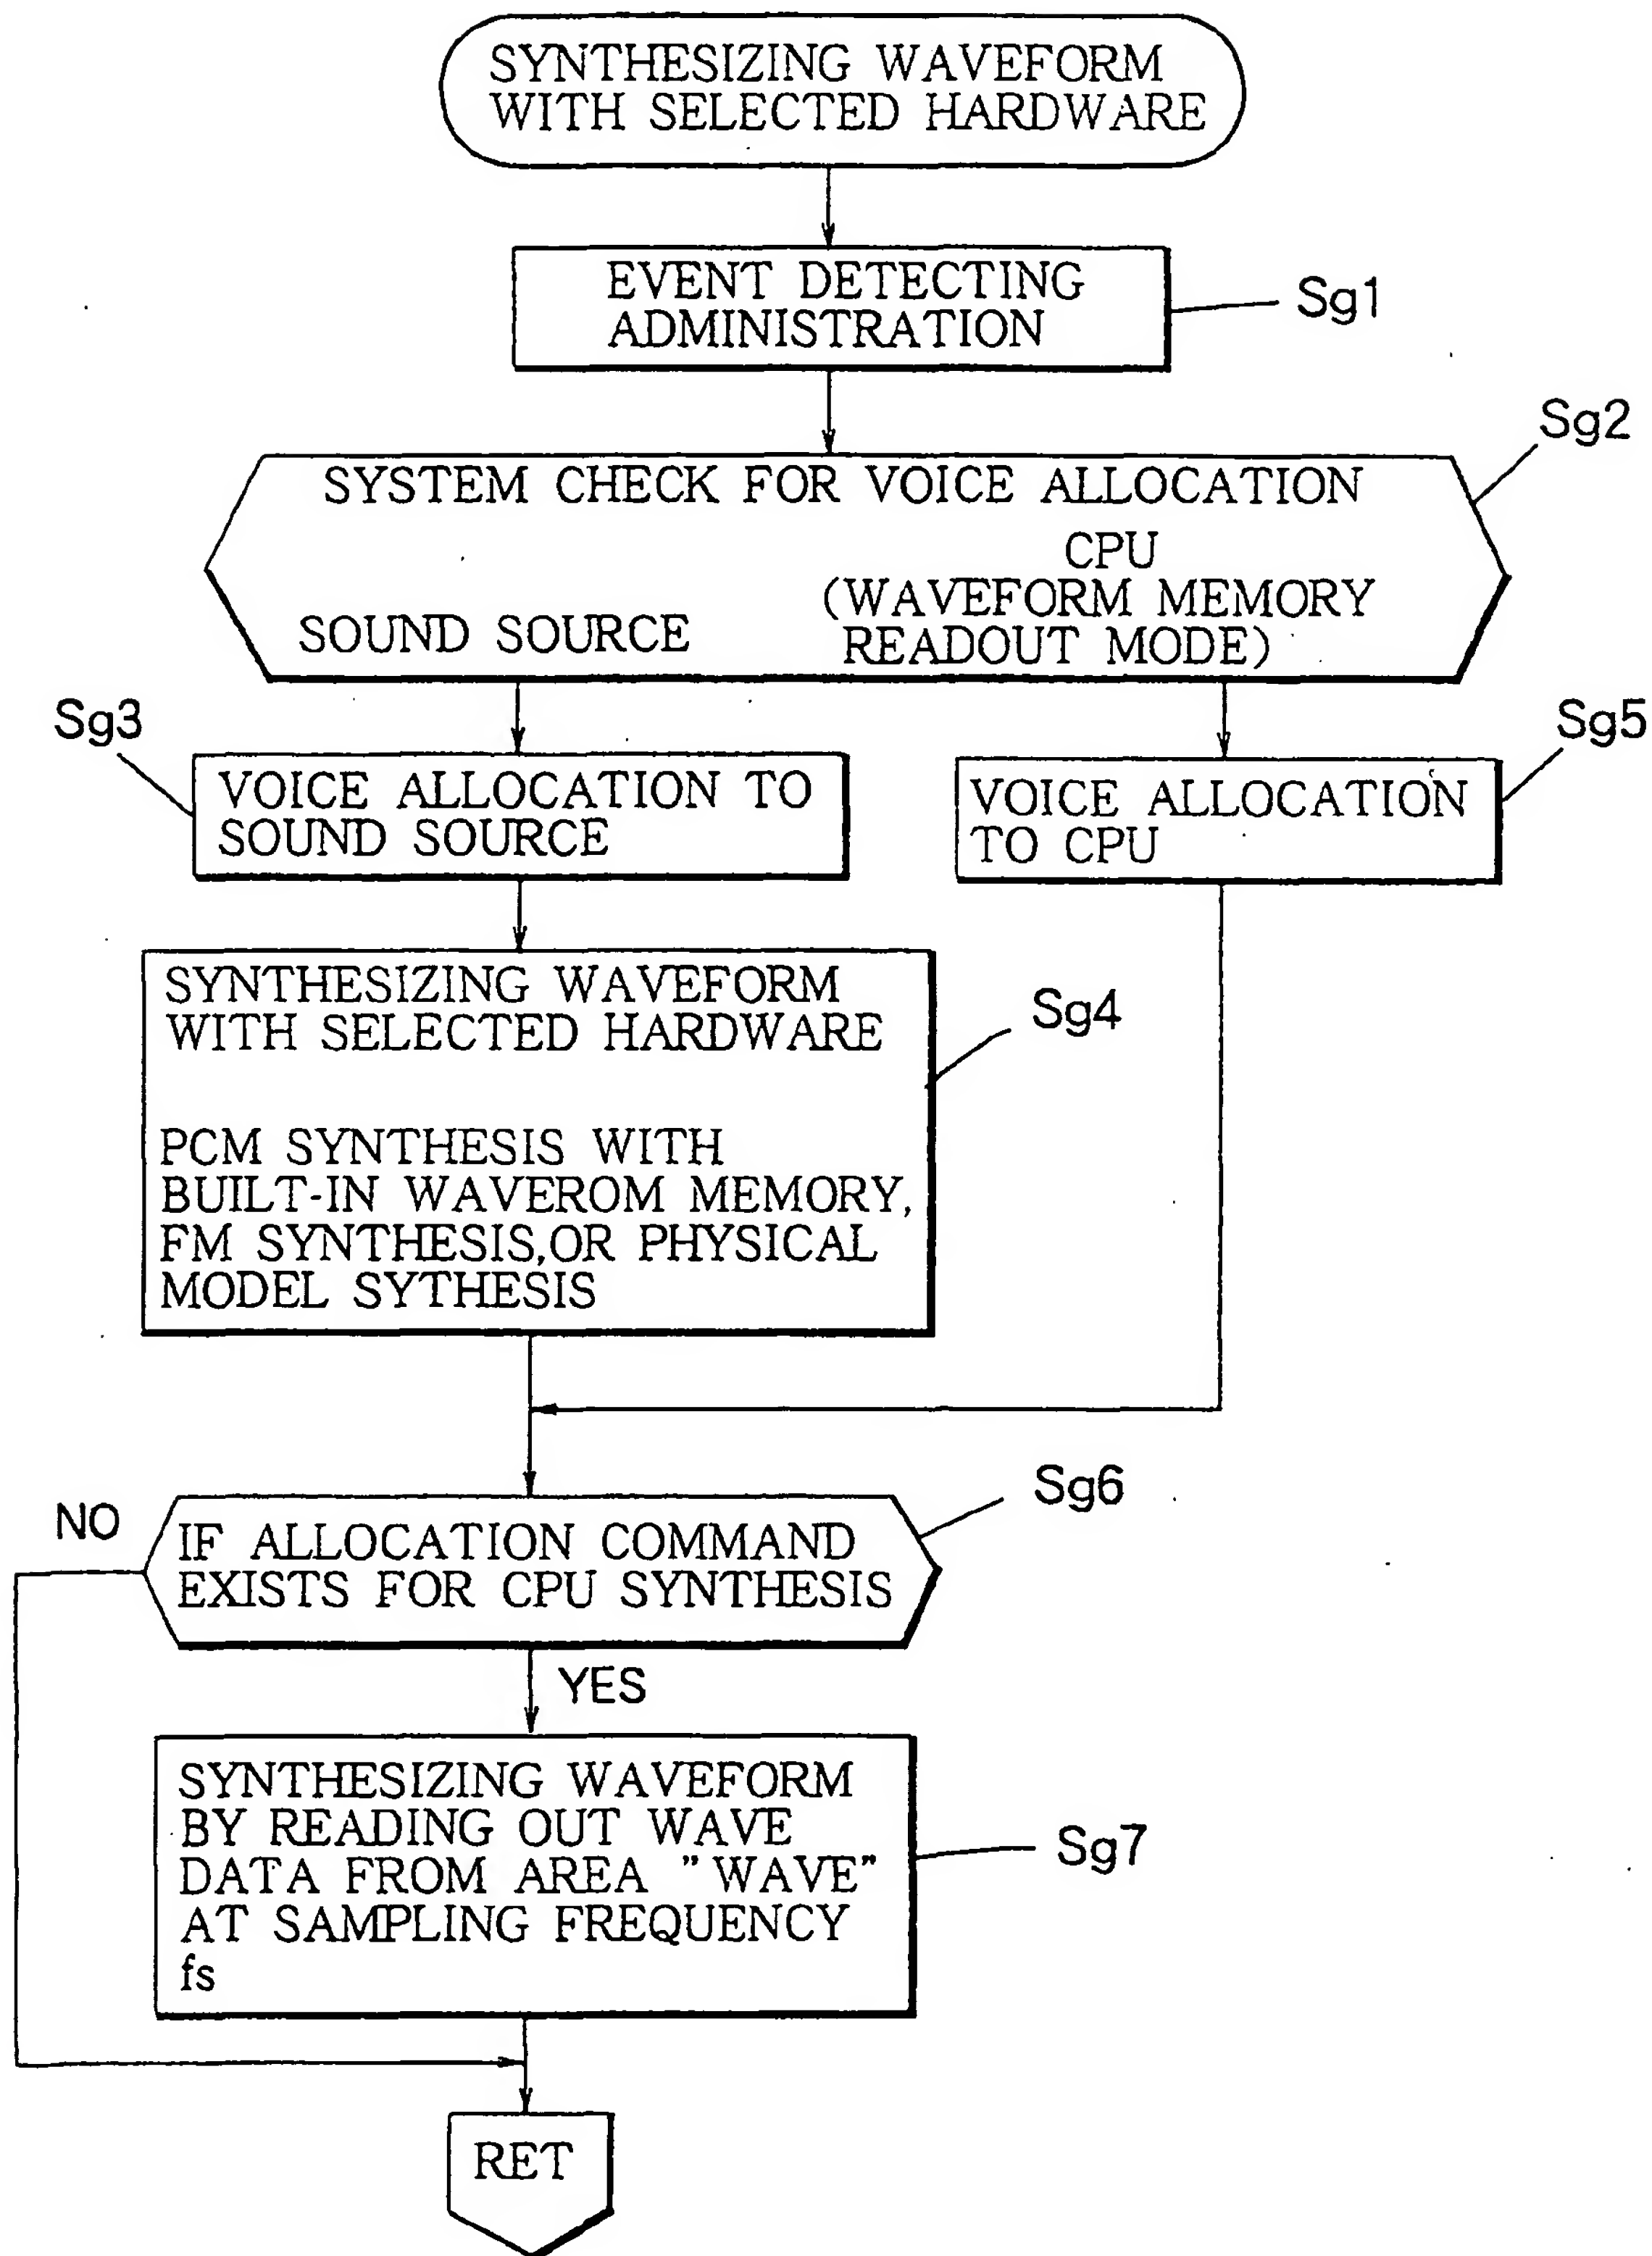 SYNTHESIZING WAVEFORM
WITH SELECTED HARDWARE
EVENT DETECTING
ADMINISTRATION
Sg1
Sg2
SYSTEM CHECK FOR VOICE ALLOCATION
CPU
(WAVEFORM MEMORY
READOUT MODE)
SOUND SOURCE
Sg3
VOICE ALLOCATION TO
SOUND SOURCE
Sg5
VOICE ALLOCATION
TO CPU
SYNTHESIZING WAVEFORM
WITH SELECTED HARDWARE
Sg4
PCM SYNTHESIS WITH
BUILT-IN WAVEROM MEMORY,
FM SYNTHESIS,OR PHYSICAL
MODEL SYTHESIS
Sg6
NO
IF ALLOCATION COMMAND
EXISTS FOR CPU SYNTHESIS
YES
SYNTHESIZING WAVEFORM
BY READING OUT WAVE
DATA FROM AREA "WAVE"
AT SAMPLING FREQUENCY
fs
Sg7
RET